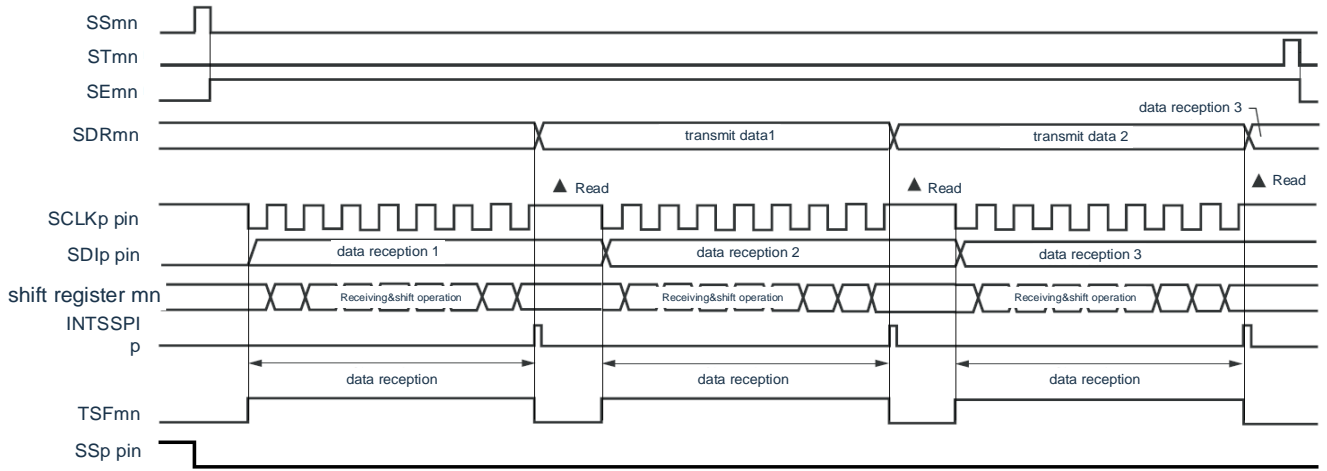 SSmn
STmn
SEmn
data reception 3
SDRmn
transmit data1
transmit data 2
Read
Read
Read
SCLKp pin
SDIp pin
data reception 1
data reception 2
data reception 3
shift register mn
Receiving&shift operation
Receiving&shift operation
Receiving&shift operation
INTSSPI
p
data reception
data reception
data reception
TSFmn
SSp pin